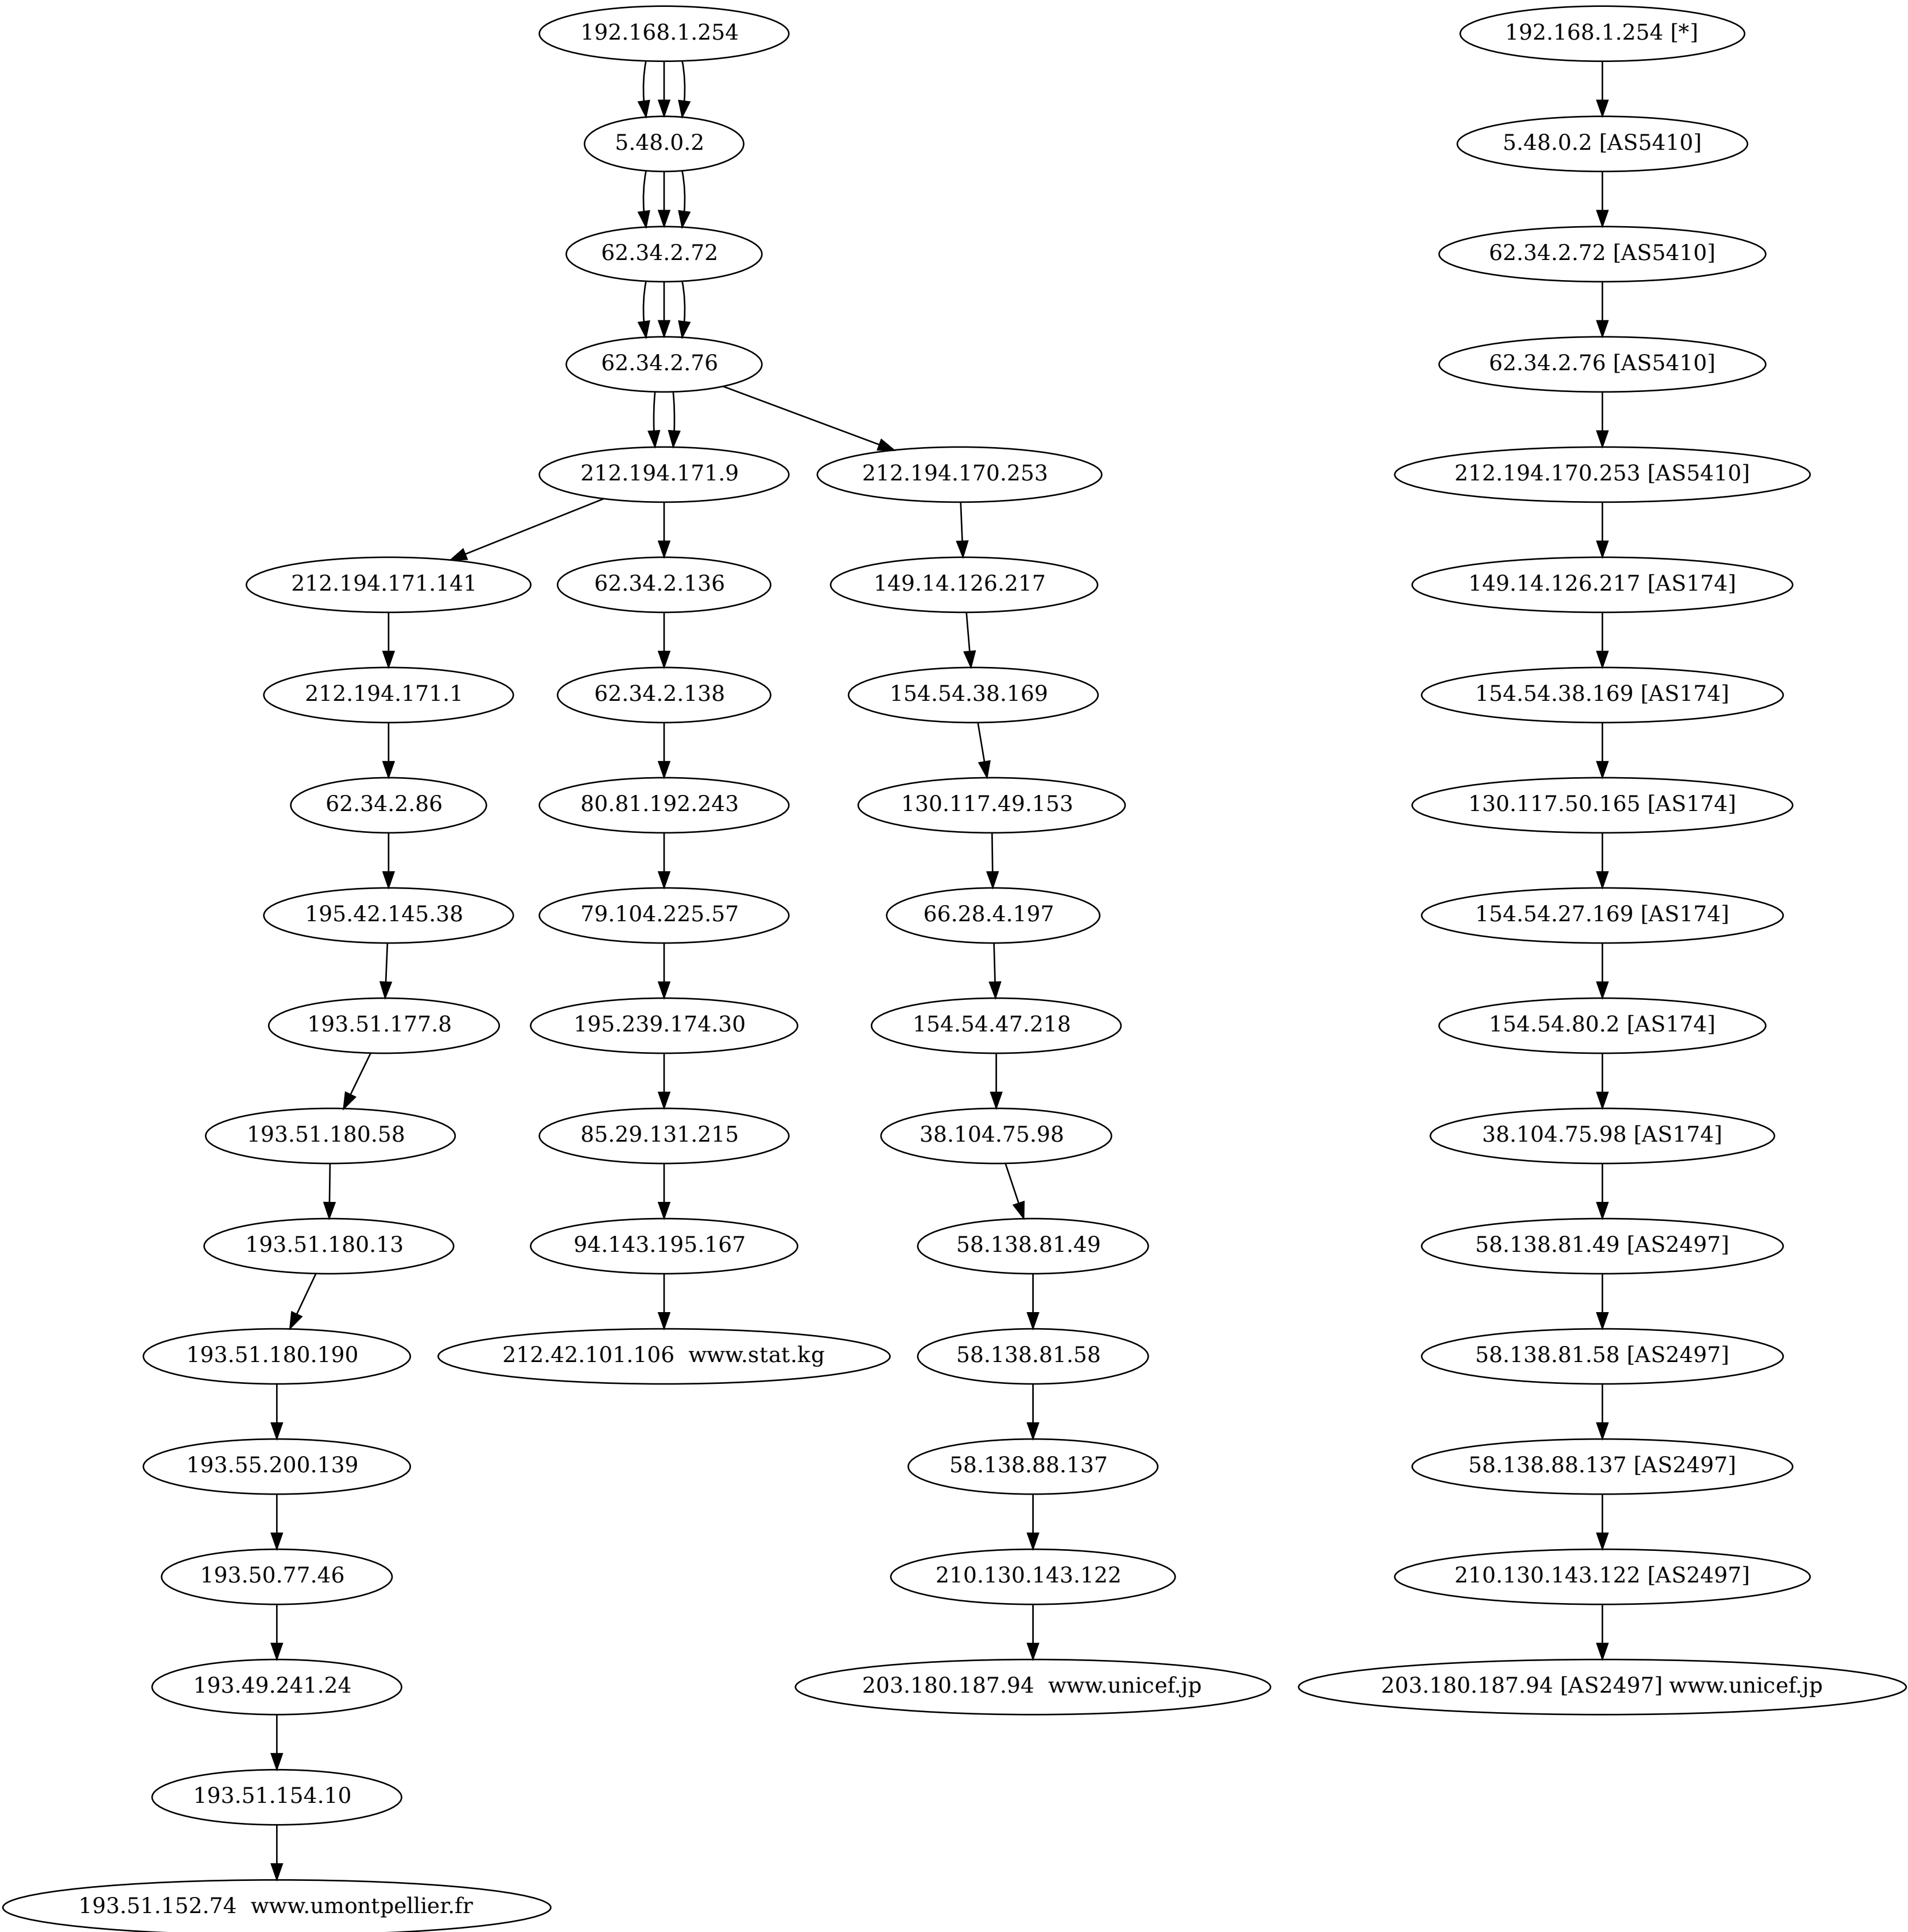 192.168.1.254
192.168.1.254 [*]
5.48.0.2
5.48.0.2 [AS5410]
62.34.2.72
62.34.2.72 [AS5410]
62.34.2.76
62.34.2.76 [AS5410]
212.194.171.9
212.194.170.253
212.194.170.253 [AS5410]
212.194.171.141
62.34.2.136
149.14.126.217
149.14.126.217 [AS174]
212.194.171.1
62.34.2.138
154.54.38.169
154.54.38.169 [AS174]
62.34.2.86
80.81.192.243
130.117.49.153
130.117.50.165 [AS174]
195.42.145.38
79.104.225.57
66.28.4.197
154.54.27.169 [AS174]
193.51.177.8
195.239.174.30
154.54.47.218
154.54.80.2 [AS174]
193.51.180.58
85.29.131.215
38.104.75.98
38.104.75.98 [AS174]
193.51.180.13
94.143.195.167
58.138.81.49
58.138.81.49 [AS2497]
193.51.180.190
212.42.101.106  www.stat.kg
58.138.81.58
58.138.81.58 [AS2497]
193.55.200.139
58.138.88.137
58.138.88.137 [AS2497]
193.50.77.46
210.130.143.122
210.130.143.122 [AS2497]
193.49.241.24
203.180.187.94  www.unicef.jp
203.180.187.94 [AS2497] www.unicef.jp
193.51.154.10
193.51.152.74  www.umontpellier.fr